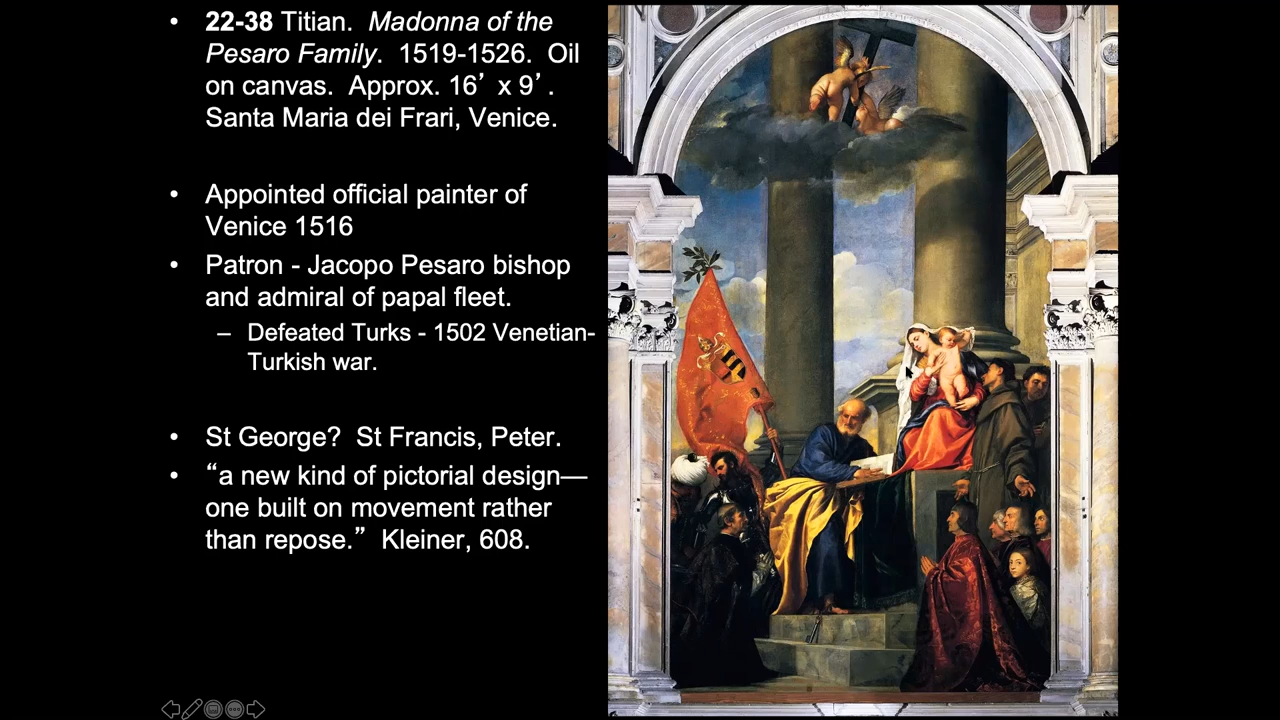 • 22-38 Titian. Madonna of the
Pesaro Family. 1519-1526. Oil
on canvas. Approx. 16’ x 9’.
Santa Maria dei Frari, Venice.
• Appointed official painter of
Venice 1516
• Patron - Jacopo Pesaro bishop
and admiral of papal fleet.
– Defeated Turks - 1502 Venetian-
Turkish war.
• St George? St Francis, Peter.
• “a new kind of pictorial design—
one built on movement rather
than repose.” Kleiner, 608.